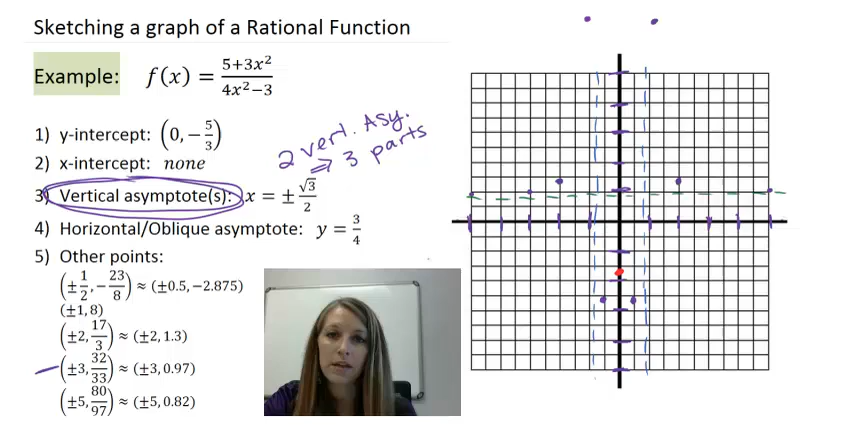 Sketching a graph of a Rational Function
Example: f(x) = (5+3x²)/(4x²−3)
1) y-intercept: (0, −5/3)
2) x-intercept: none
2 vert. Asy.
⇒ 3 parts
3) Vertical asymptote(s): x = ±√3/2
4) Horizontal/Oblique asymptote: y = 3/4
5) Other points:
(±1/2, −23/8) ≈ (±0.5, −2.875)
(±1, 8)
(±2, 17/3) ≈ (±2, 1.3)
(±3, 32/33) ≈ (±3, 0.97)
(±5, 80/97) ≈ (±5, 0.82)